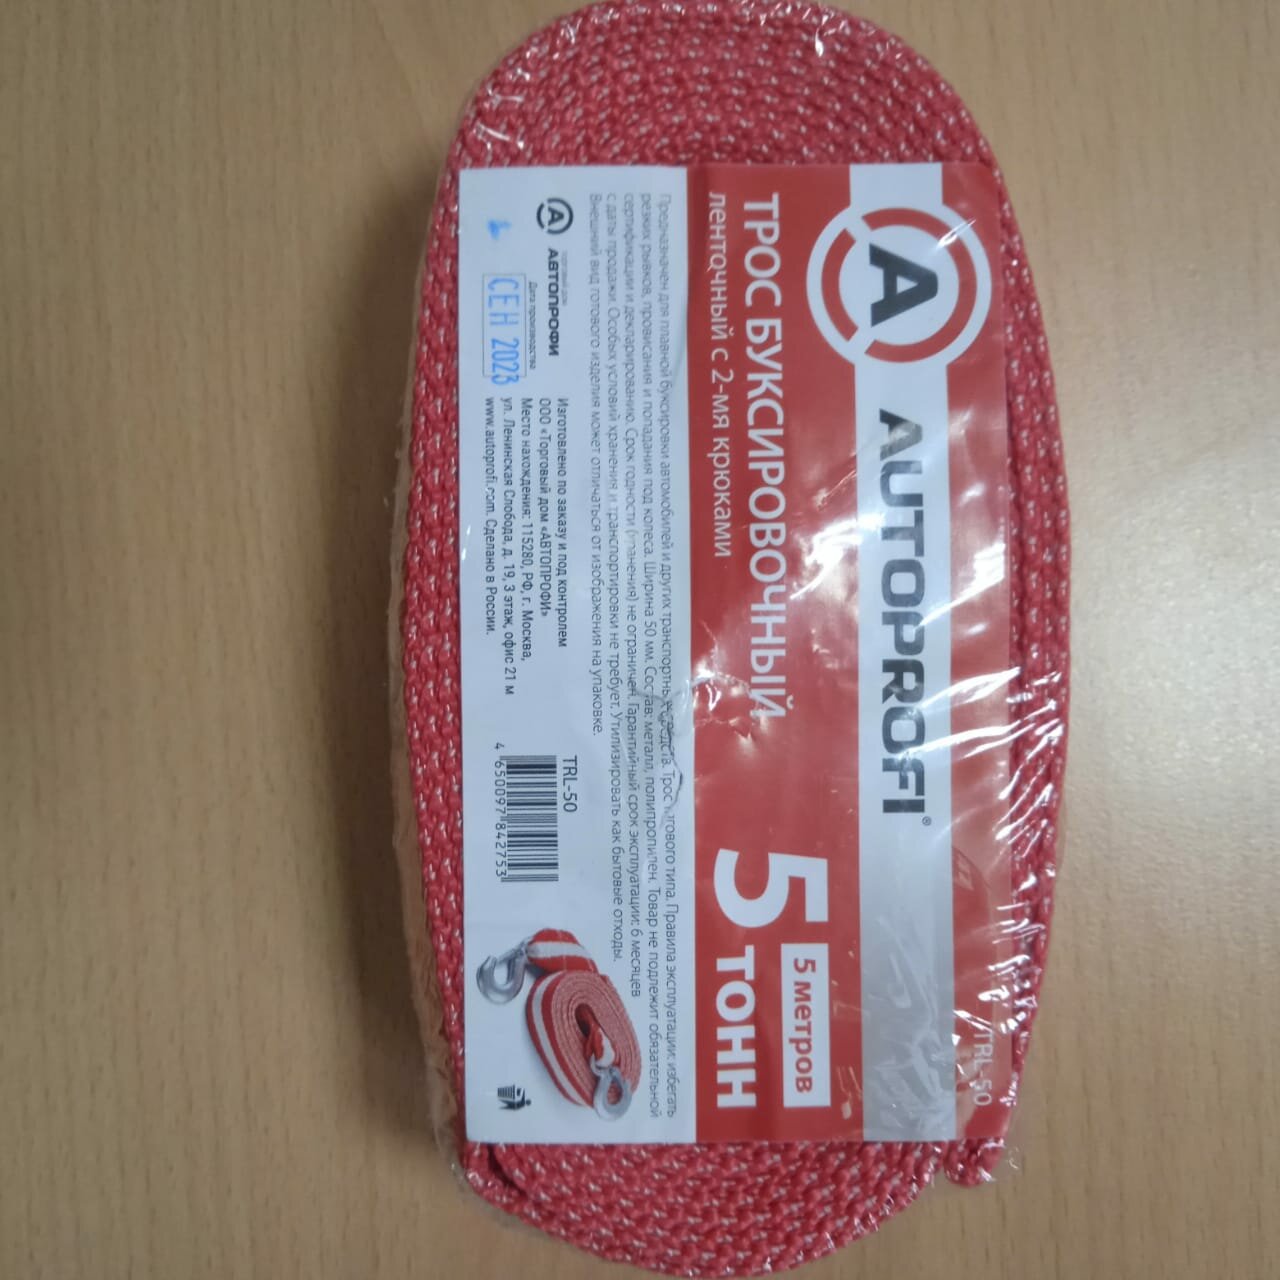 A
AUTOPROFI®
TRL-50
ТРОС БУКСИРОВОЧНЫЙ
ленточный с 2-мя крюками
5 метров
5 тонн
Предназначен для плавной буксировки автомобилей и других транспортных средств. Трос тягового типа. Правила эксплуатации: избегать
резких рывков, провисания и попадания под колеса. Ширина 50 мм. Состав: металл, полипропилен. Товар не подлежит обязательной
сертификации и декларированию. Срок годности (хранения) не ограничен. Гарантийный срок эксплуатации: 6 месяцев
с даты продажи. Особых условий хранения и транспортировки не требует. Утилизировать как бытовые отходы.
Внешний вид готового изделия может отличаться от изображения на упаковке.
A
ТОРГОВЫЙ ДОМ
АВТОПРОФИ
Дата производства
СЕН 2023
Изготовлено по заказу и под контролем
ООО «Торговый дом «АВТОПРОФИ»
Место нахождения: 115280, РФ, г. Москва,
ул. Ленинская Слобода, д. 19, 3 этаж, офис 21 м
www.autoprofi.com. Сделано в России.
TRL-50
4 650097 842753